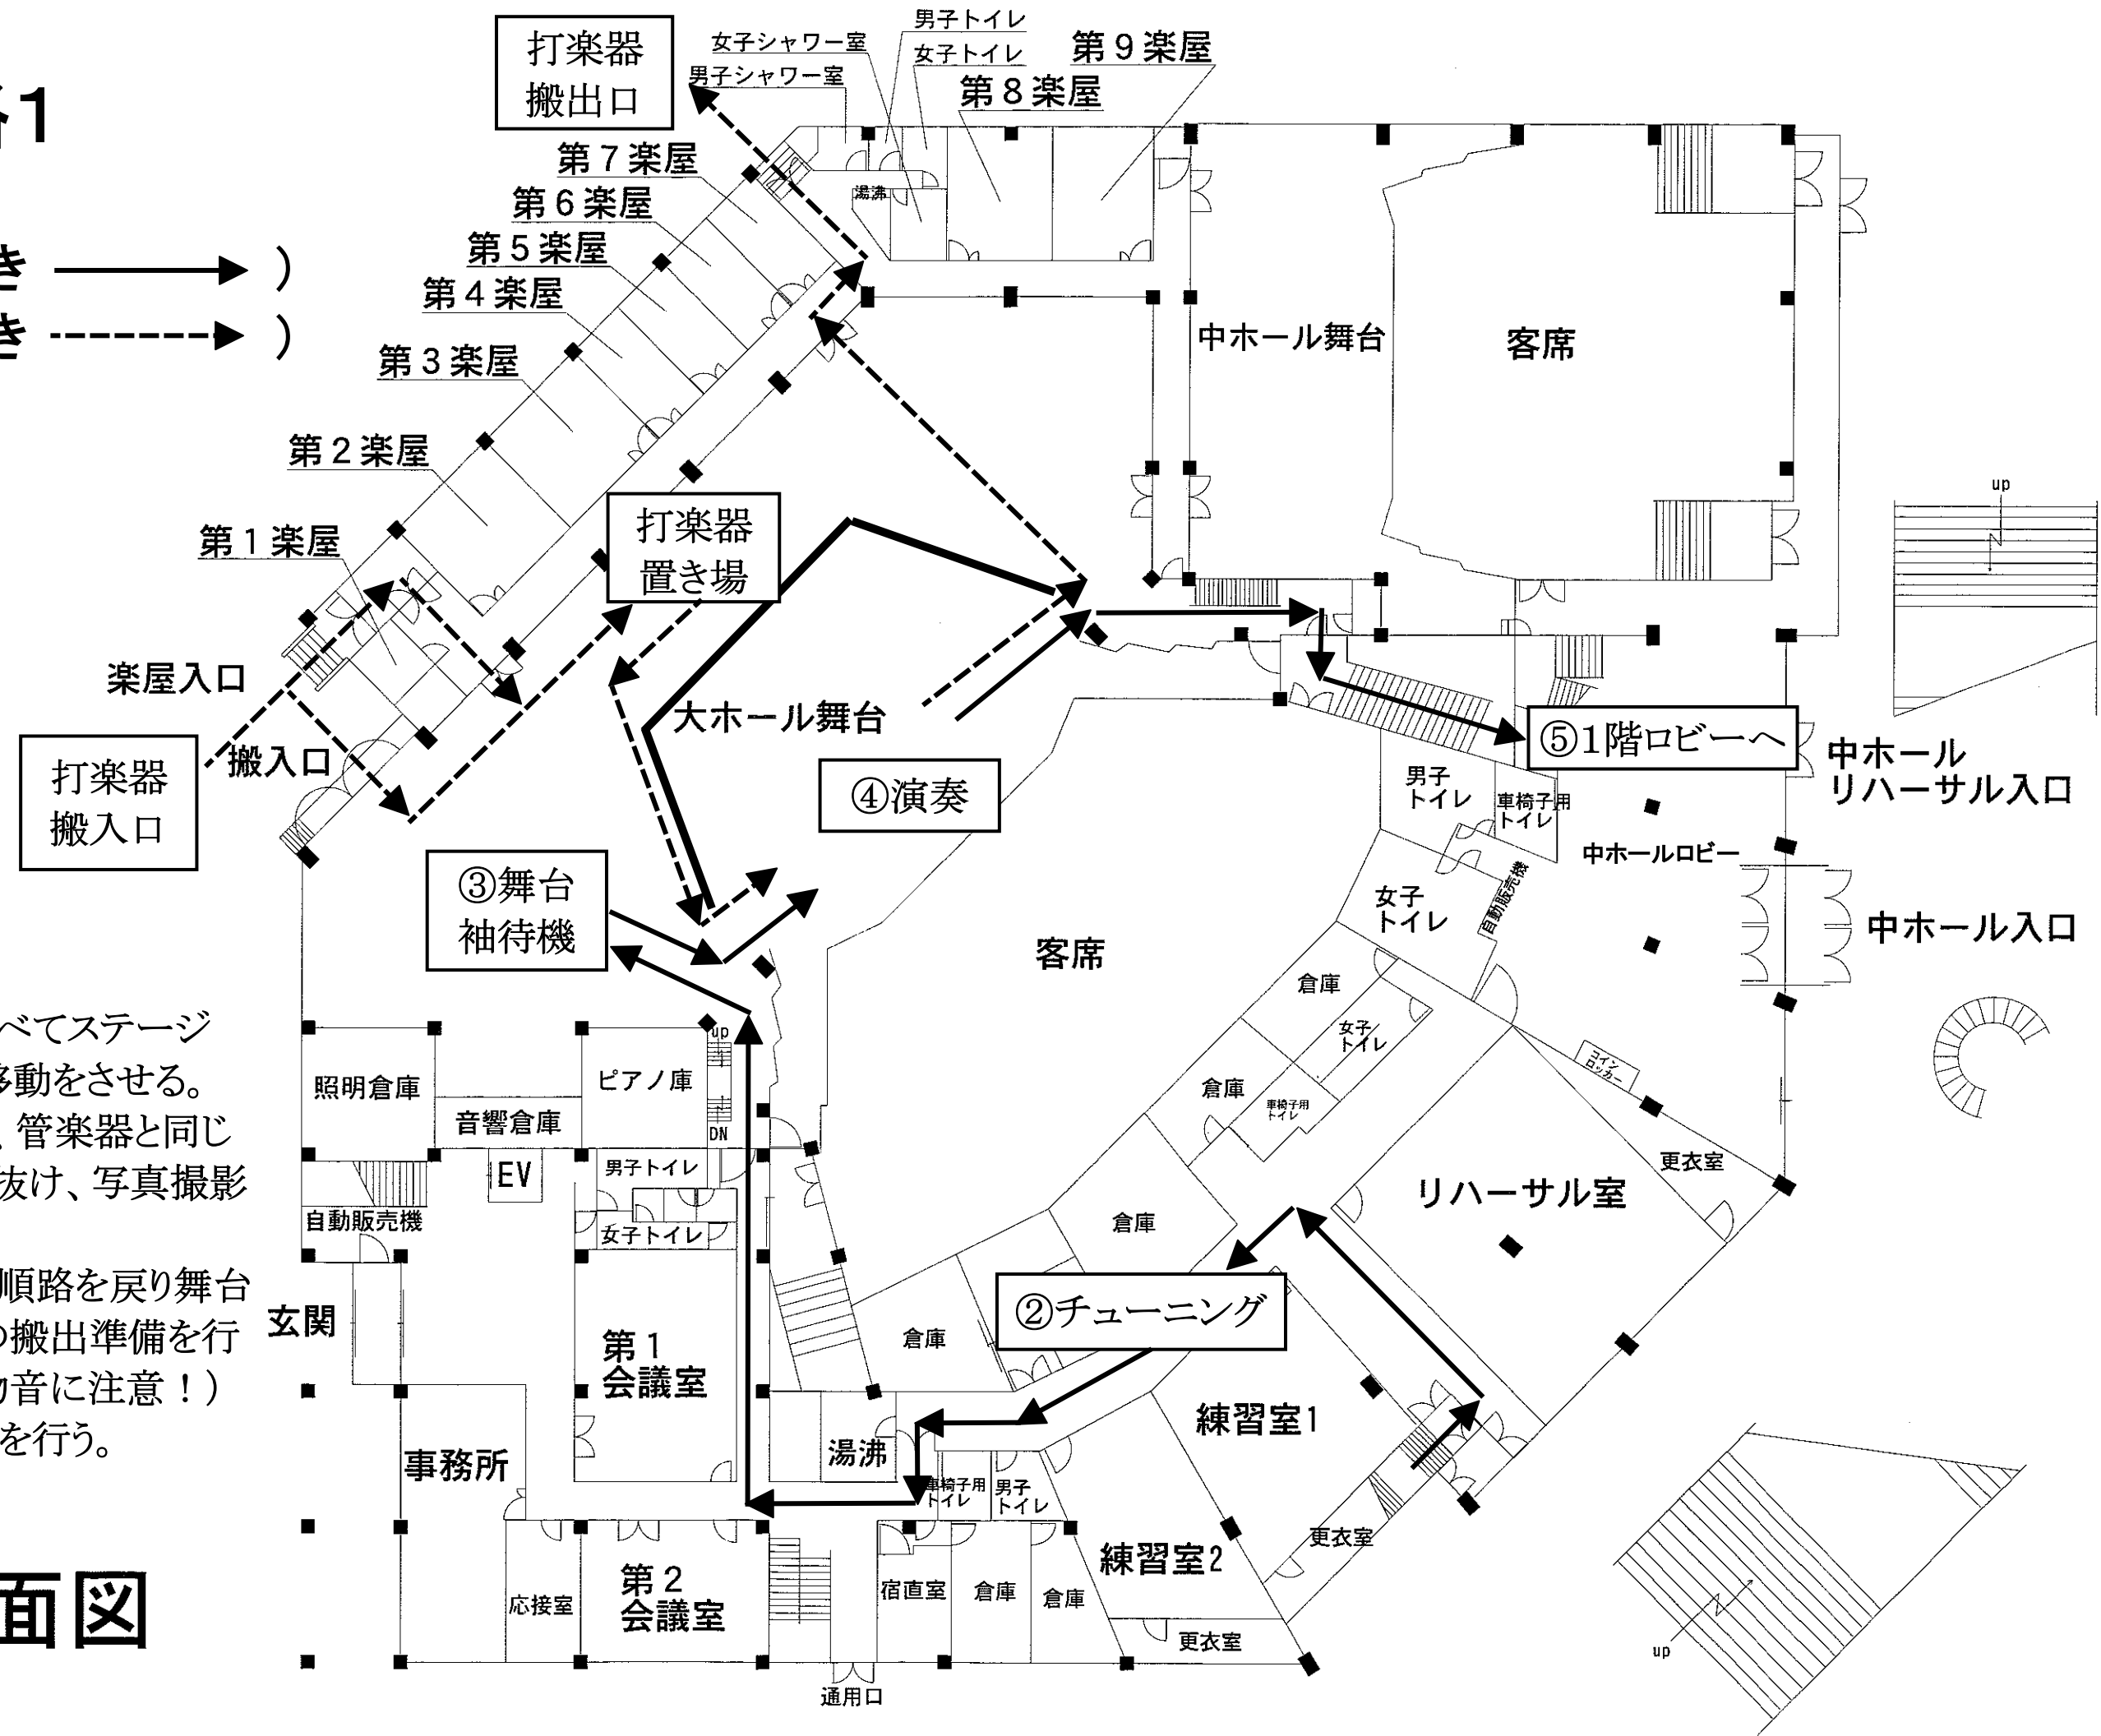 路1
き ）
き ）
打楽器
搬出口
男子トイレ
女子シャワー室
女子トイレ
男子シャワー室
第9楽屋
第8楽屋
第7楽屋
第6楽屋
第5楽屋
第4楽屋
第3楽屋
第2楽屋
第1楽屋
湯沸
中ホール舞台
客席
up
打楽器
置き場
楽屋入口
搬入口
打楽器
搬入口
大ホール舞台
④演奏
⑤1階ロビーへ
中ホール
リハーサル入口
男子
トイレ
車椅子用
トイレ
中ホールロビー
自動販売機
女子
トイレ
中ホール入口
③舞台
袖待機
客席
倉庫
女子
トイレ
倉庫
車椅子用
トイレ
コイン
ロッカー
べてステージ
移動をさせる。
、管楽器と同じ
抜け、写真撮影
順路を戻り舞台
の搬出準備を行
物音に注意！）
を行う。
照明倉庫
音響倉庫
ピアノ庫
up
DN
EV
男子トイレ
女子トイレ
自動販売機
玄関
更衣室
リハーサル室
倉庫
②チューニング
倉庫
第1
会議室
湯沸
練習室1
事務所
車椅子用
トイレ
男子
トイレ
更衣室
練習室2
応接室
第2
会議室
宿直室
倉庫
倉庫
更衣室
通用口
up
面図